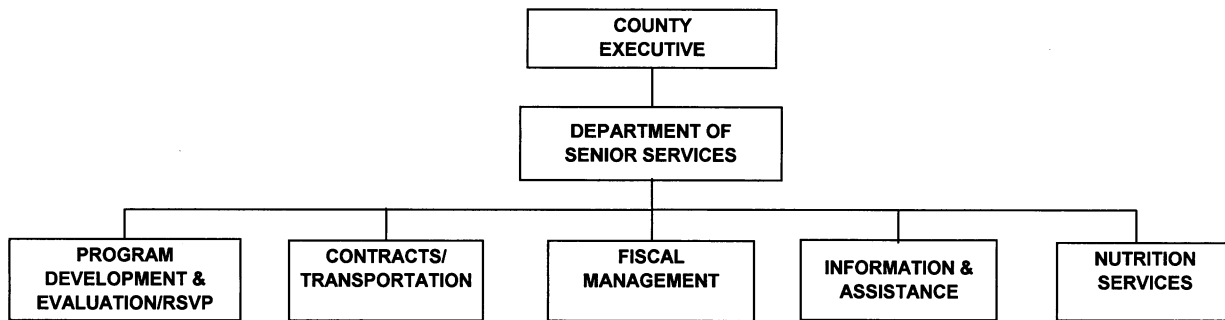 COUNTY
EXECUTIVE
DEPARTMENT OF
SENIOR SERVICES
PROGRAM
DEVELOPMENT &
EVALUATION/RSVP
CONTRACTS/
TRANSPORTATION
FISCAL
MANAGEMENT
INFORMATION &
ASSISTANCE
NUTRITION
SERVICES